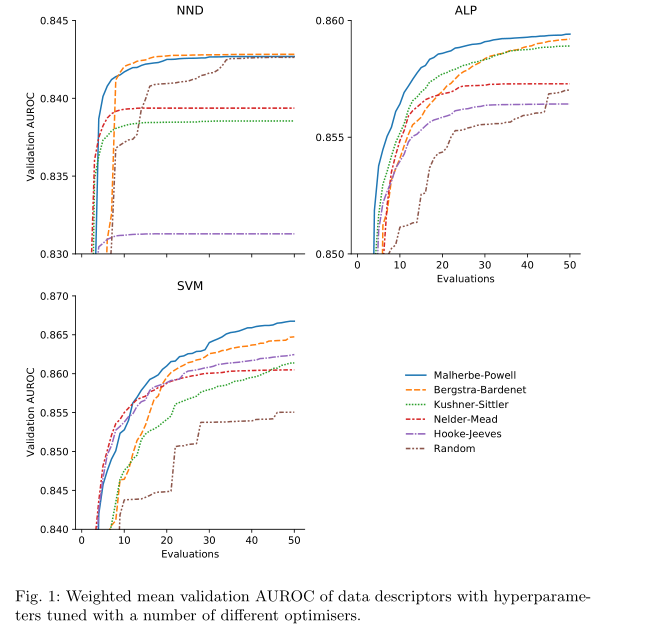 NND
ALP
0.845
0.840
0.835
0.830
Validation AUROC
0.860
0.855
0.850
0 10 20 30 40 50
Evaluations
SVM
0.870
0.865
0.860
0.855
0.850
0.845
0.840
Validation AUROC
0 10 20 30 40 50
Evaluations
Malherbe-Powell
Bergstra-Bardenet
Kushner-Sittler
Nelder-Mead
Hooke-Jeeves
Random
Fig. 1: Weighted mean validation AUROC of data descriptors with hyperparame-
ters tuned with a number of different optimisers.